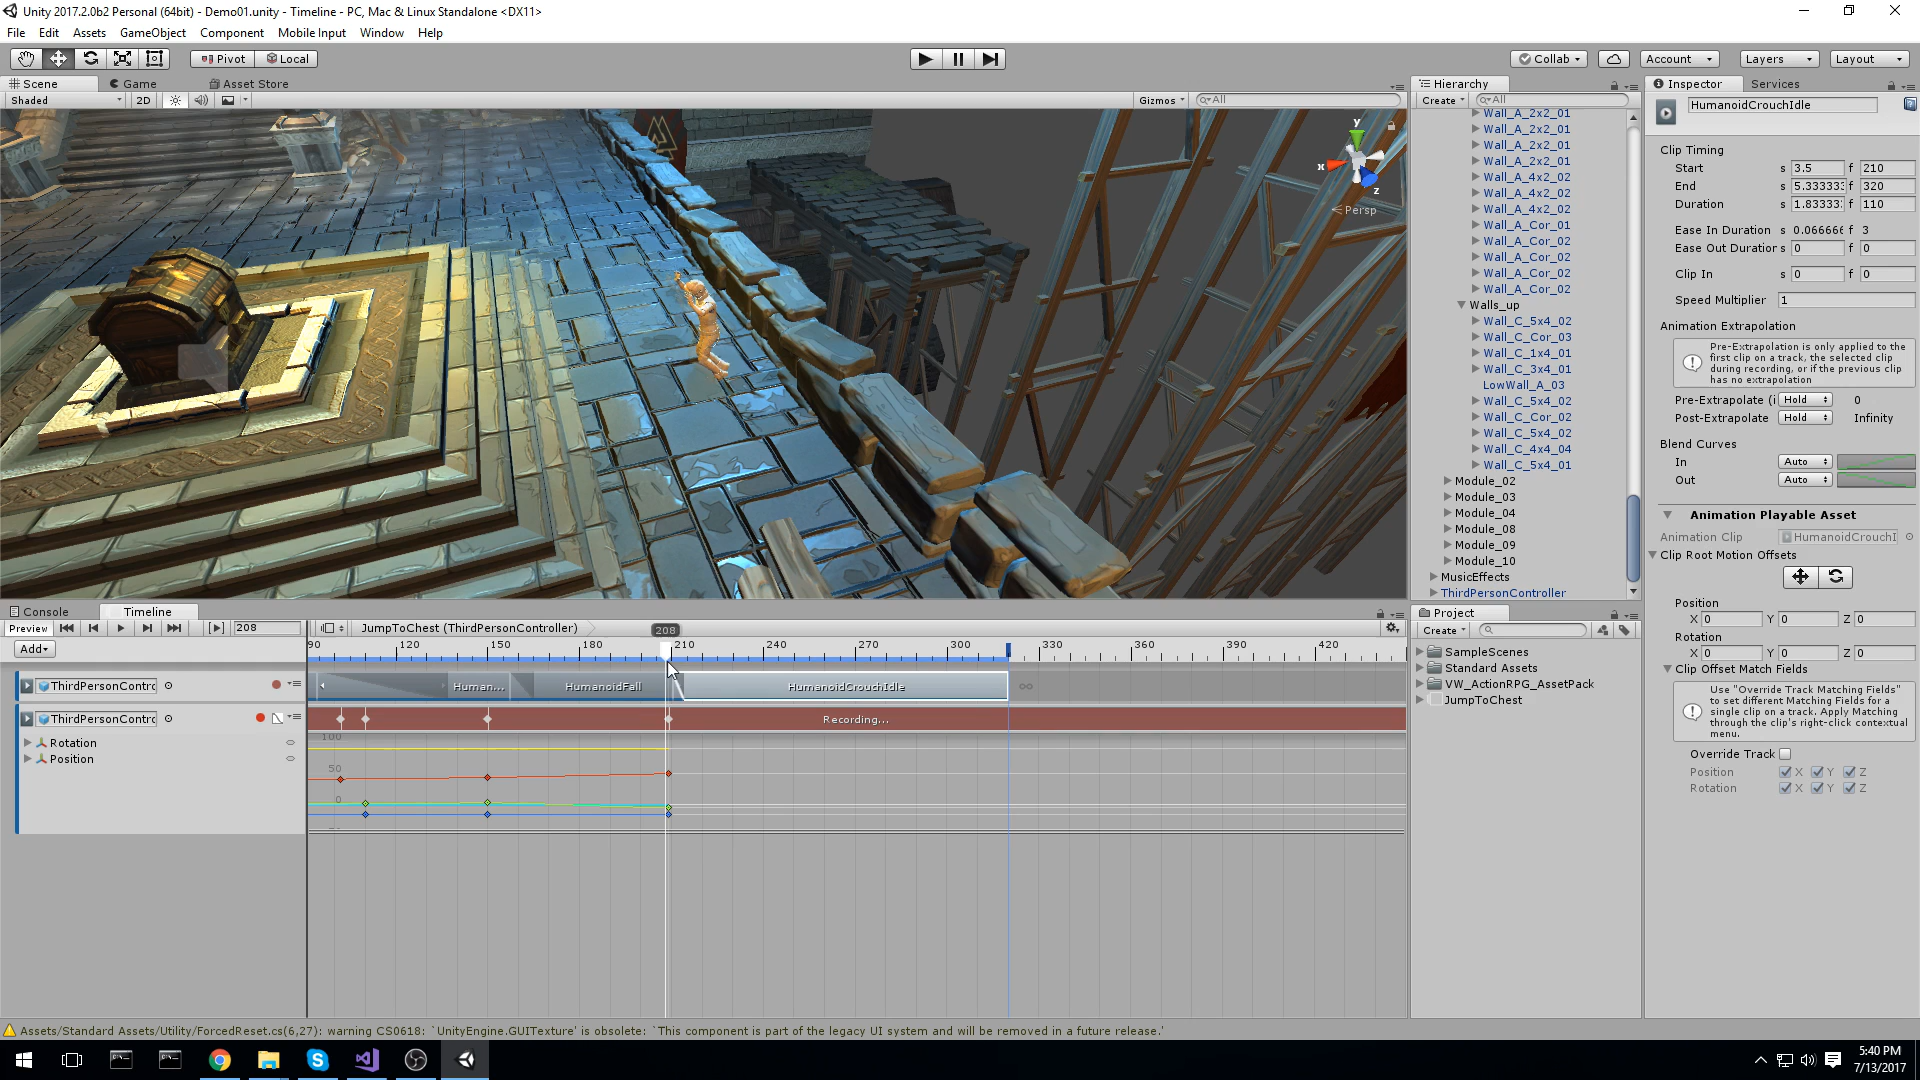 Unity 2017.2.0b2 Personal (64bit) - Demo01.unity - Timeline - PC, Mac & Linux Standalone <DX11>
File Edit Assets GameObject Component Mobile Input Window Help
Pivot Local Collab Account Layers Layout
Scene Game Asset Store
Shaded 2D Gizmos All
y
x
z
Persp
Hierarchy
Create All
Wall_A_2x2_01
Wall_A_2x2_01
Wall_A_2x2_01
Wall_A_2x2_01
Wall_A_4x2_02
Wall_A_4x2_02
Wall_A_4x2_02
Wall_A_Cor_01
Wall_A_Cor_02
Wall_A_Cor_02
Wall_A_Cor_02
Wall_A_Cor_02
Walls_up
Wall_C_5x4_02
Wall_C_Cor_03
Wall_C_1x4_01
Wall_C_3x4_01
LowWall_A_03
Wall_C_5x4_02
Wall_C_Cor_02
Wall_C_5x4_02
Wall_C_4x4_04
Wall_C_5x4_01
Module_02
Module_03
Module_04
Module_08
Module_09
Module_10
MusicEffects
ThirdPersonController
Inspector Services
HumanoidCrouchIdle
Clip Timing
Start s 3.5 f 210
End s 5.333333 f 320
Duration s 1.83333 f 110
Ease In Duration s 0.066666 f 3
Ease Out Duration s 0 f 0
Clip In s 0 f 0
Speed Multiplier 1
Animation Extrapolation
Pre-Extrapolation is only applied to the
first clip on a track, the selected clip
during recording, or if the previous clip
has no extrapolation
Pre-Extrapolate (i Hold 0
Post-Extrapolate Hold Infinity
Blend Curves
In Auto
Out Auto
Animation Playable Asset
Animation Clip HumanoidCrouchI
Clip Root Motion Offsets
Position
X 0 Y 0 Z 0
Rotation
X 0 Y 0 Z 0
Clip Offset Match Fields
Use "Override Track Matching Fields"
to set different Matching Fields for a
single clip on a track. Apply Matching
through the clip's right-click contextual
menu.
Override Track
Position X Y Z
Rotation X Y Z
Console Timeline
Preview 208 JumpToChest (ThirdPersonController) 208
Add 90 120 150 180 210 240 270 300 330 360 390 420
ThirdPersonContro Human... HumanoidFall HumanoidCrouchIdle
ThirdPersonContro Recording...
Rotation
Position
100
50
0
Project
Create
SampleScenes
Standard Assets
VW_ActionRPG_AssetPack
JumpToChest
Assets/Standard Assets/Utility/ForcedReset.cs(6,27): warning CS0618: `UnityEngine.GUITexture' is obsolete: `This component is part of the legacy UI system and will be removed in a future release.'
5:40 PM
7/13/2017